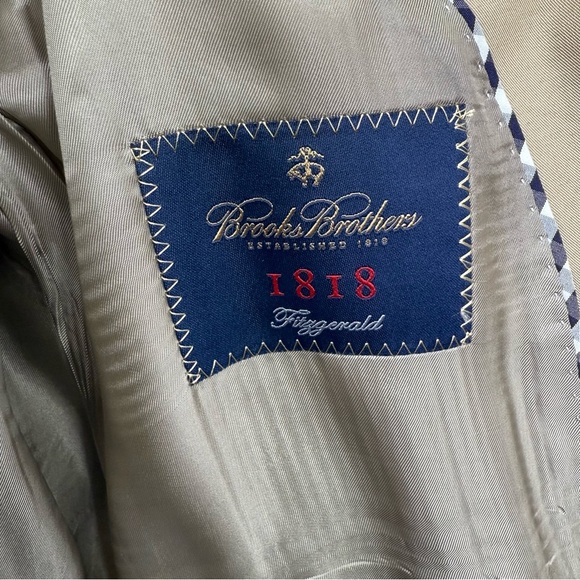 Brooks Brothers
ESTABLISHED 1818
1818
Fitzgerald